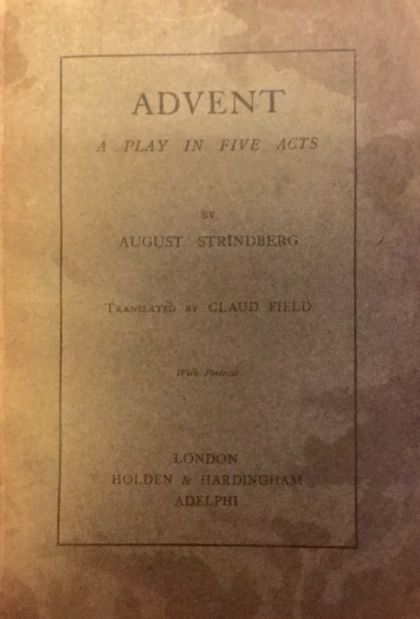 ADVENT
A PLAY IN FIVE ACTS
BY
AUGUST STRINDBERG
TRANSLATED BY CLAUD FIELD
With Portrait
LONDON
HOLDEN & HARDINGHAM
ADELPHI